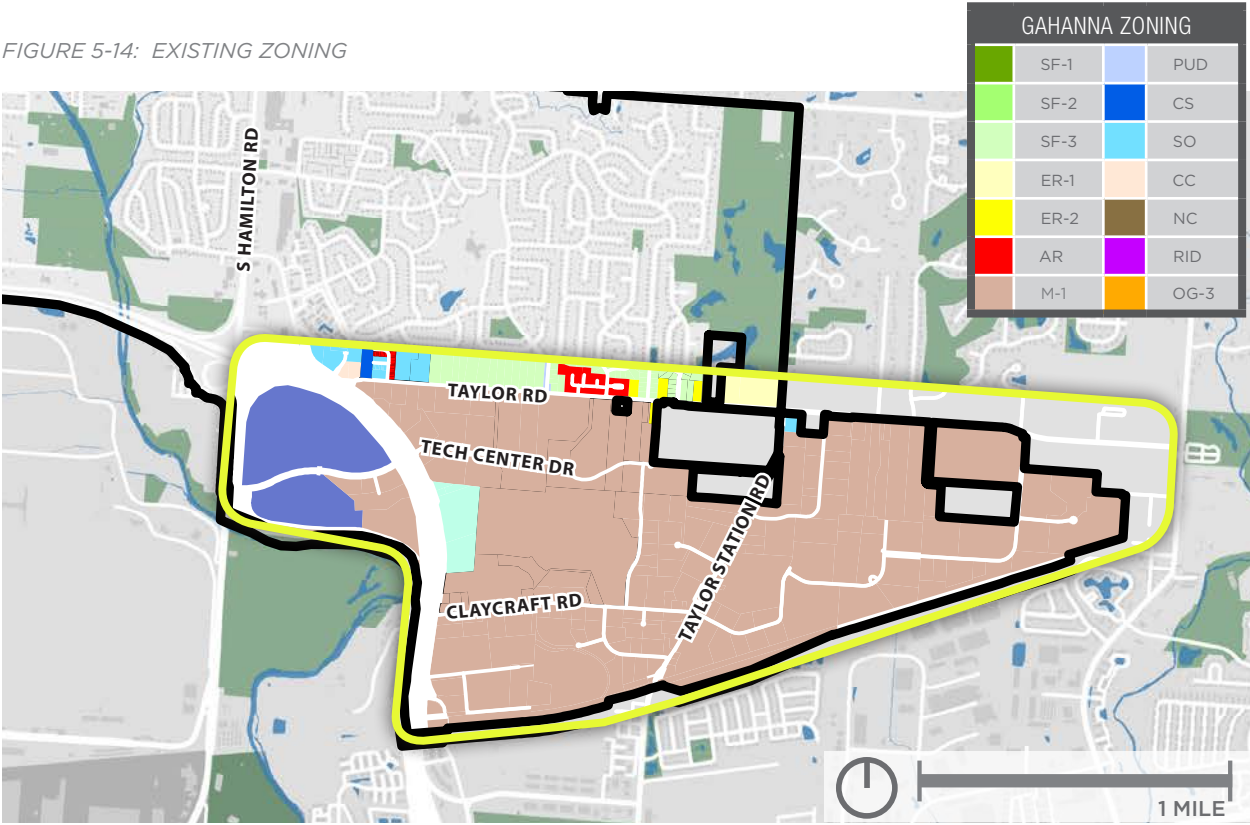 GAHANNA ZONING
FIGURE 5-14: EXISTING ZONING
SF-1 PUD
SF-2 CS
SF-3 SO
ER-1 CC
ER-2 NC
AR RID
M-1 OG-3
S HAMILTON RD
TAYLOR RD
TECH CENTER DR
TAYLOR STATION RD
CLAYCRAFT RD
1 MILE